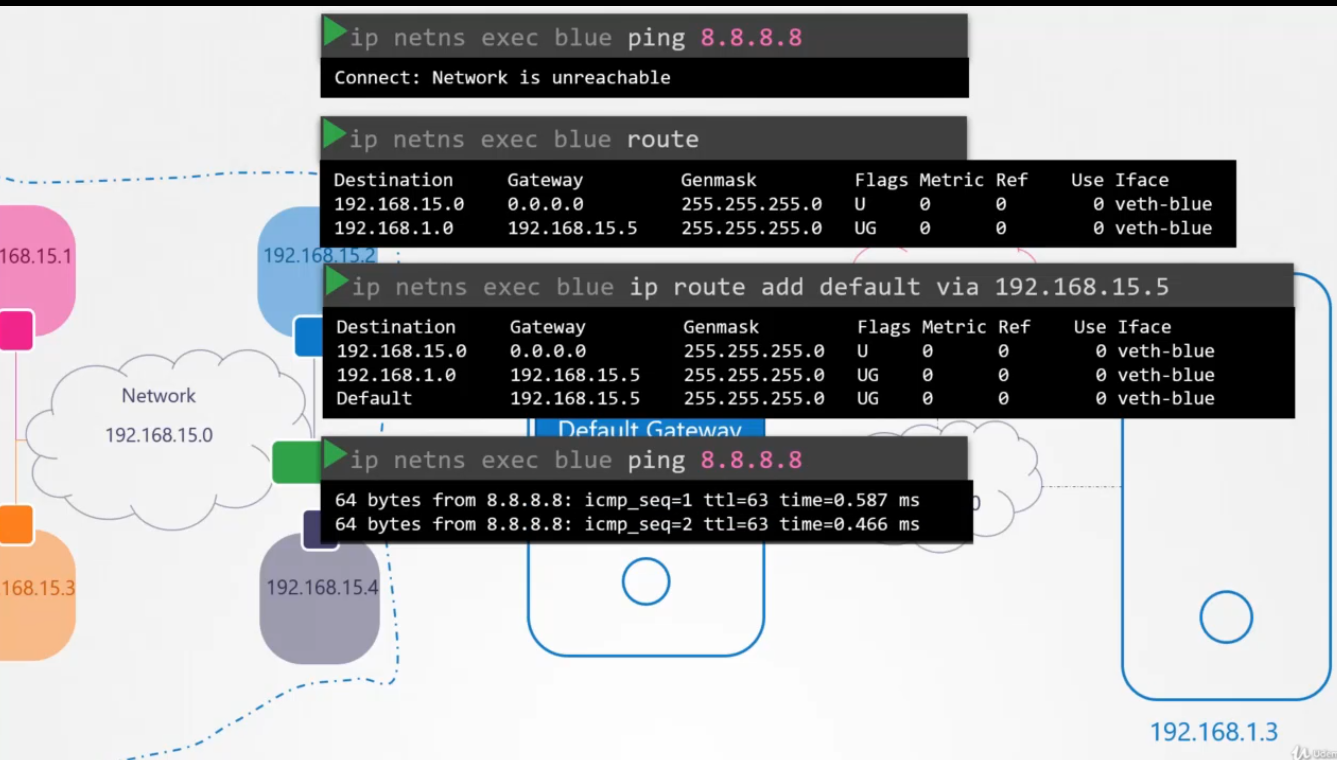 ip netns exec blue ping 8.8.8.8
Connect: Network is unreachable
ip netns exec blue route
Destination Gateway Genmask Flags Metric Ref Use Iface
192.168.15.0 0.0.0.0 255.255.255.0 U 0 0 0 veth-blue
192.168.1.0 192.168.15.5 255.255.255.0 UG 0 0 0 veth-blue
168.15.1
192.168.15.2
ip netns exec blue ip route add default via 192.168.15.5
Destination Gateway Genmask Flags Metric Ref Use Iface
192.168.15.0 0.0.0.0 255.255.255.0 U 0 0 0 veth-blue
192.168.1.0 192.168.15.5 255.255.255.0 UG 0 0 0 veth-blue
Default 192.168.15.5 255.255.255.0 UG 0 0 0 veth-blue
Network
192.168.15.0
Default Gateway
ip netns exec blue ping 8.8.8.8
64 bytes from 8.8.8.8: icmp_seq=1 ttl=63 time=0.587 ms
64 bytes from 8.8.8.8: icmp_seq=2 ttl=63 time=0.466 ms
168.15.3
192.168.15.4
192.168.1.3